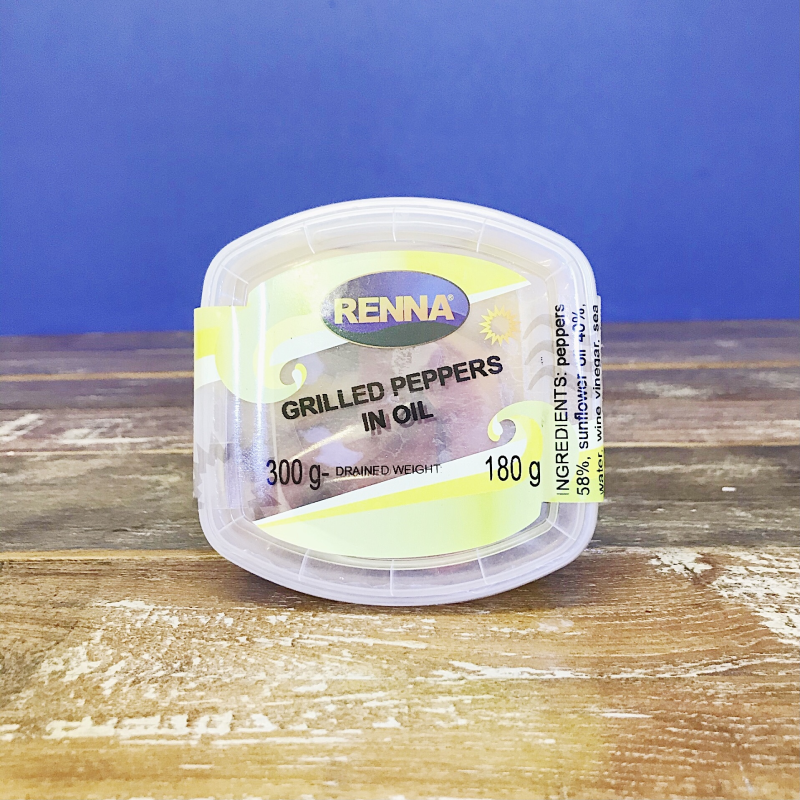 RENNA®
GRILLED PEPPERS
IN OIL
300 g- DRAINED WEIGHT 180 g
INGREDIENTS: peppers
58%, sunflower oil 40%,
water, wine vinegar, sea